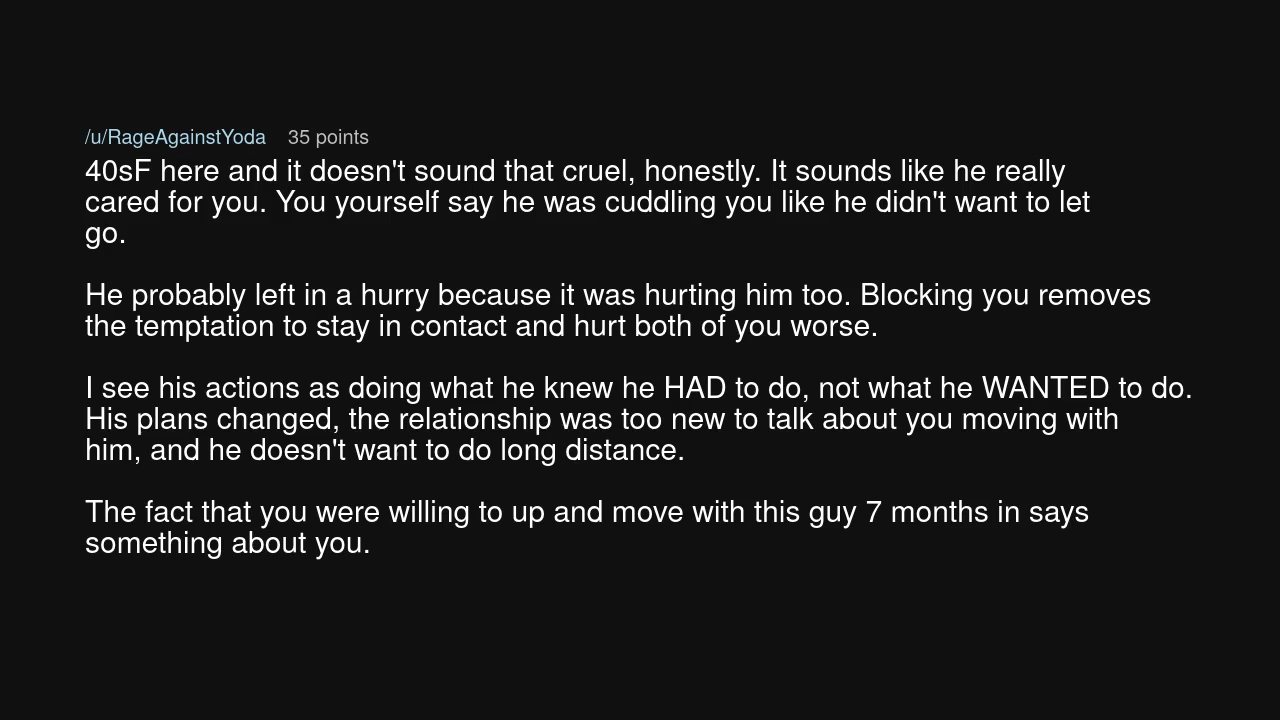 /u/RageAgainstYoda 35 points
40sF here and it doesn't sound that cruel, honestly. It sounds like he really
cared for you. You yourself say he was cuddling you like he didn't want to let
go.
He probably left in a hurry because it was hurting him too. Blocking you removes
the temptation to stay in contact and hurt both of you worse.
I see his actions as doing what he knew he HAD to do, not what he WANTED to do.
His plans changed, the relationship was too new to talk about you moving with
him, and he doesn't want to do long distance.
The fact that you were willing to up and move with this guy 7 months in says
something about you.